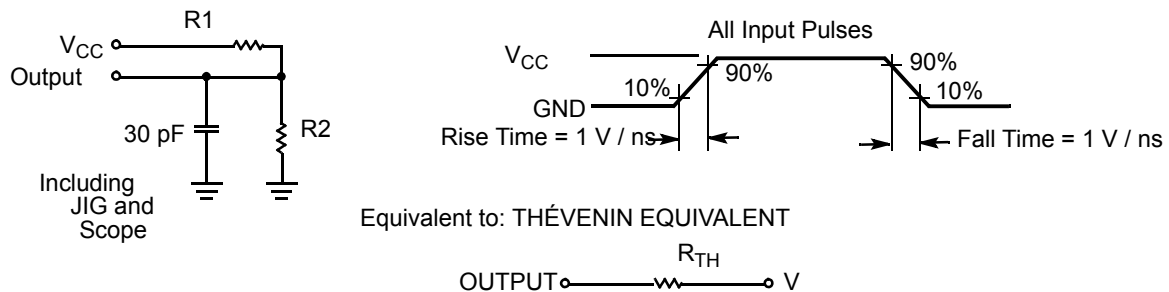 R1
V_CC
Output
30 pF
R2
Including
JIG and
Scope
All Input Pulses
V_CC
GND
10%
90%
90%
10%
Rise Time = 1 V / ns
Fall Time = 1 V / ns
Equivalent to: THÉVENIN EQUIVALENT
R_TH
OUTPUT
V